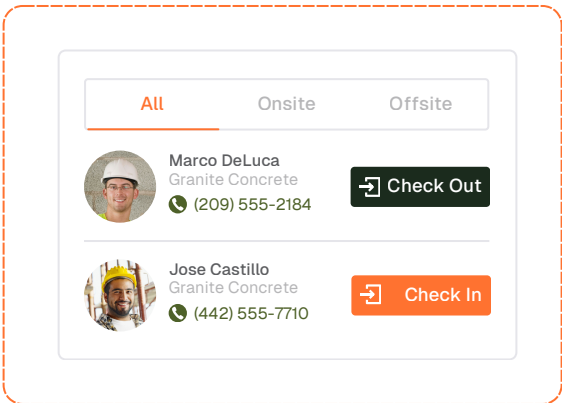 All Onsite Offsite
Marco DeLuca
Granite Concrete
(209) 555-2184
Check Out
Jose Castillo
Granite Concrete
(442) 555-7710
Check In